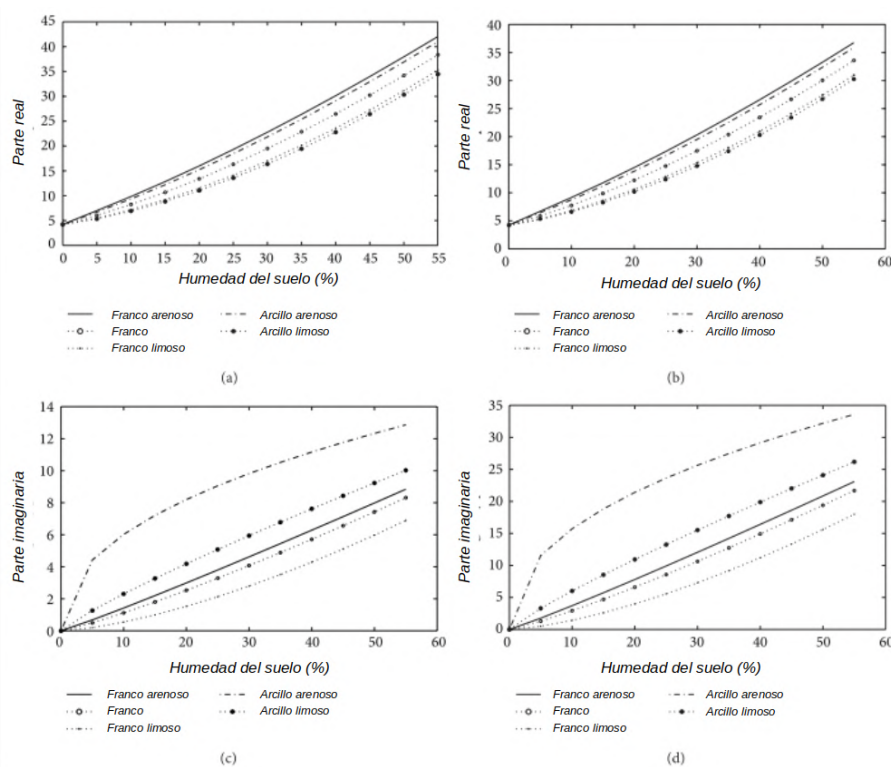 45
40
35
30
25
20
15
10
5
0
Parte real
0 5 10 15 20 25 30 35 40 45 50 55
Humedad del suelo (%)
Franco arenoso Arcillo arenoso
Franco Arcillo limoso
Franco limoso
(a)
40
35
30
25
20
15
10
5
0
Parte real
0 10 20 30 40 50 60
Humedad del suelo (%)
Franco arenoso Arcillo arenoso
Franco Arcillo limoso
Franco limoso
(b)
14
12
10
8
6
4
2
0
Parte imaginaria
0 10 20 30 40 50 60
Humedad del suelo (%)
Franco arenoso Arcillo arenoso
Franco Arcillo limoso
Franco limoso
(c)
35
30
25
20
15
10
5
0
Parte imaginaria
0 10 20 30 40 50 60
Humedad del suelo (%)
Franco arenoso Arcillo arenoso
Franco Arcillo limoso
Franco limoso
(d)